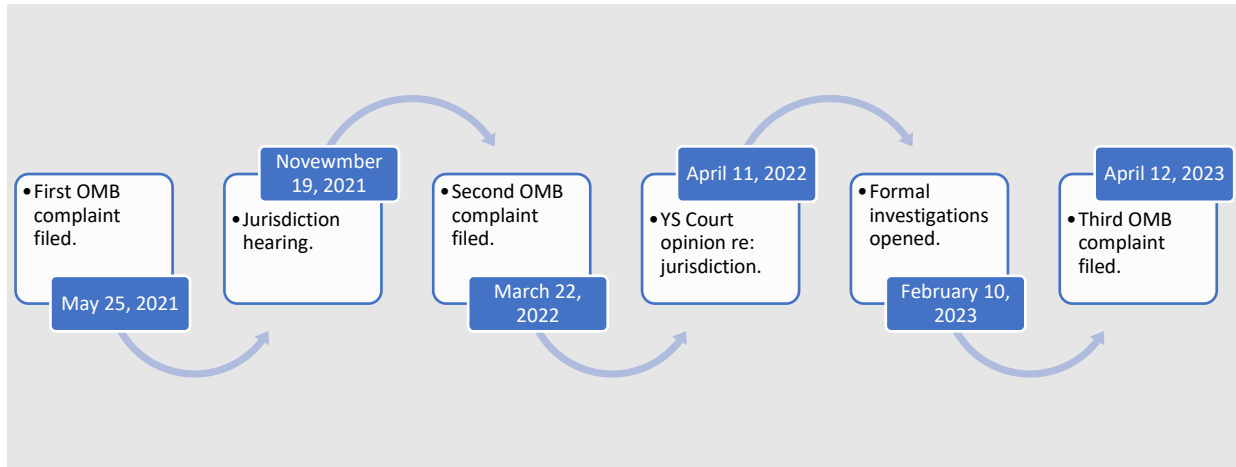 •First OMB
complaint
filed.
May 25, 2021
Novewmber
19, 2021
•Jurisdiction
hearing.
•Second OMB
complaint
filed.
March 22,
2022
April 11, 2022
•YS Court
opinion re:
jurisdiction.
•Formal
investigations
opened.
February 10,
2023
April 12, 2023
•Third OMB
complaint
filed.